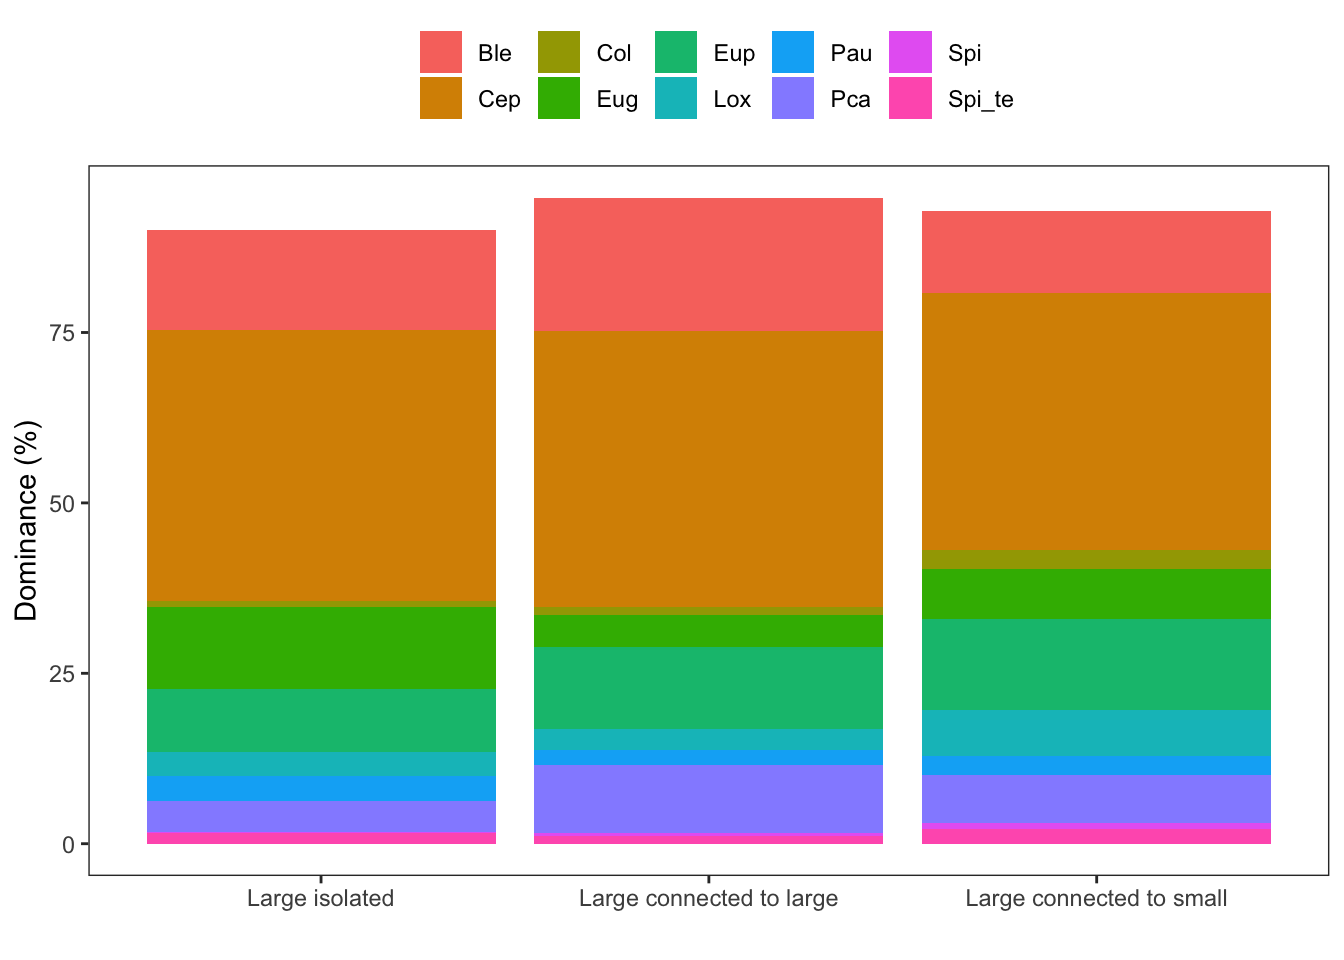 Ble Col Eup Pau Spi
Cep Eug Lox Pca Spi_te
Dominance (%)
75
50
25
0
Large isolated Large connected to large Large connected to small